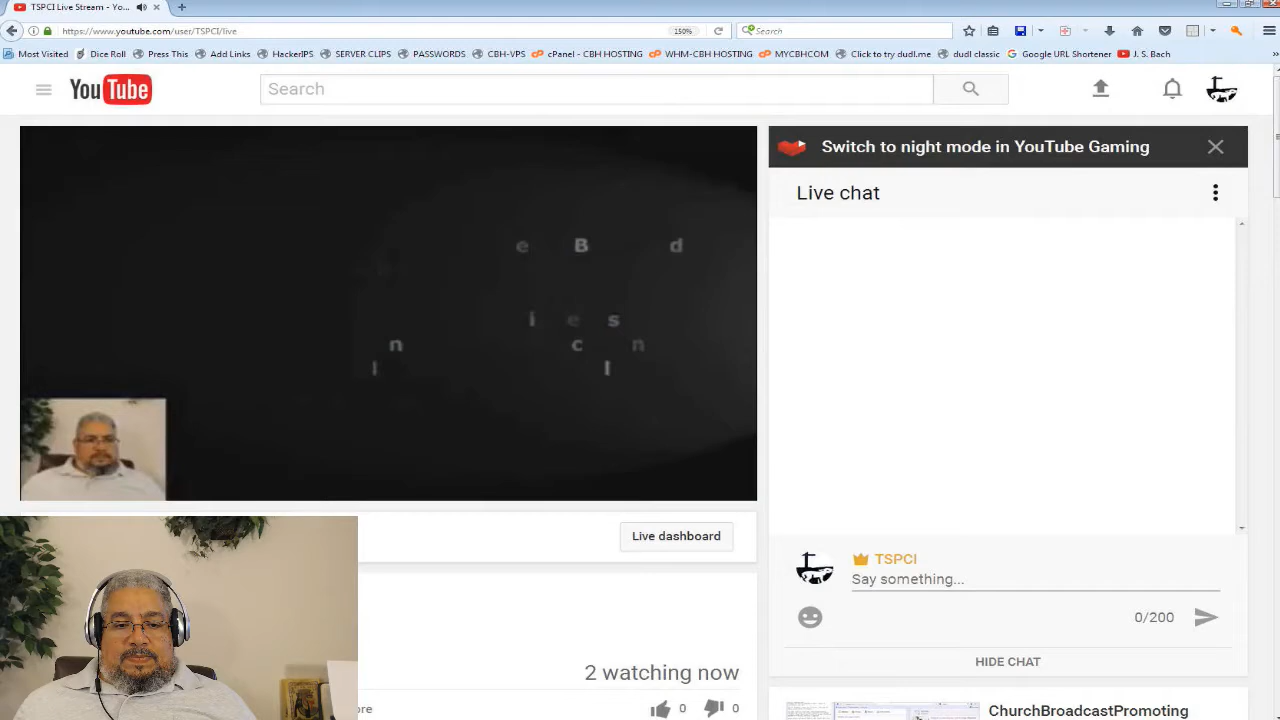 TSPCI Live Stream - Yo...
https://www.youtube.com/user/TSPCI/live
150%
Search
Most Visited
Dice Roll
Press This
Add Links
HackerIPS
SERVER CLIPS
PASSWORDS
CBH-VPS
cPanel - CBH HOSTING
WHM-CBH HOSTING
MYCBHCOM
Click to try dudl.me
dudl classic
Google URL Shortener
J. S. Bach
YouTube
Search
Switch to night mode in YouTube Gaming
Live chat
e B d
i e s
n c n
l l
Live dashboard
TSPCI
Say something...
0/200
HIDE CHAT
2 watching now
ore
0
0
ChurchBroadcastPromoting